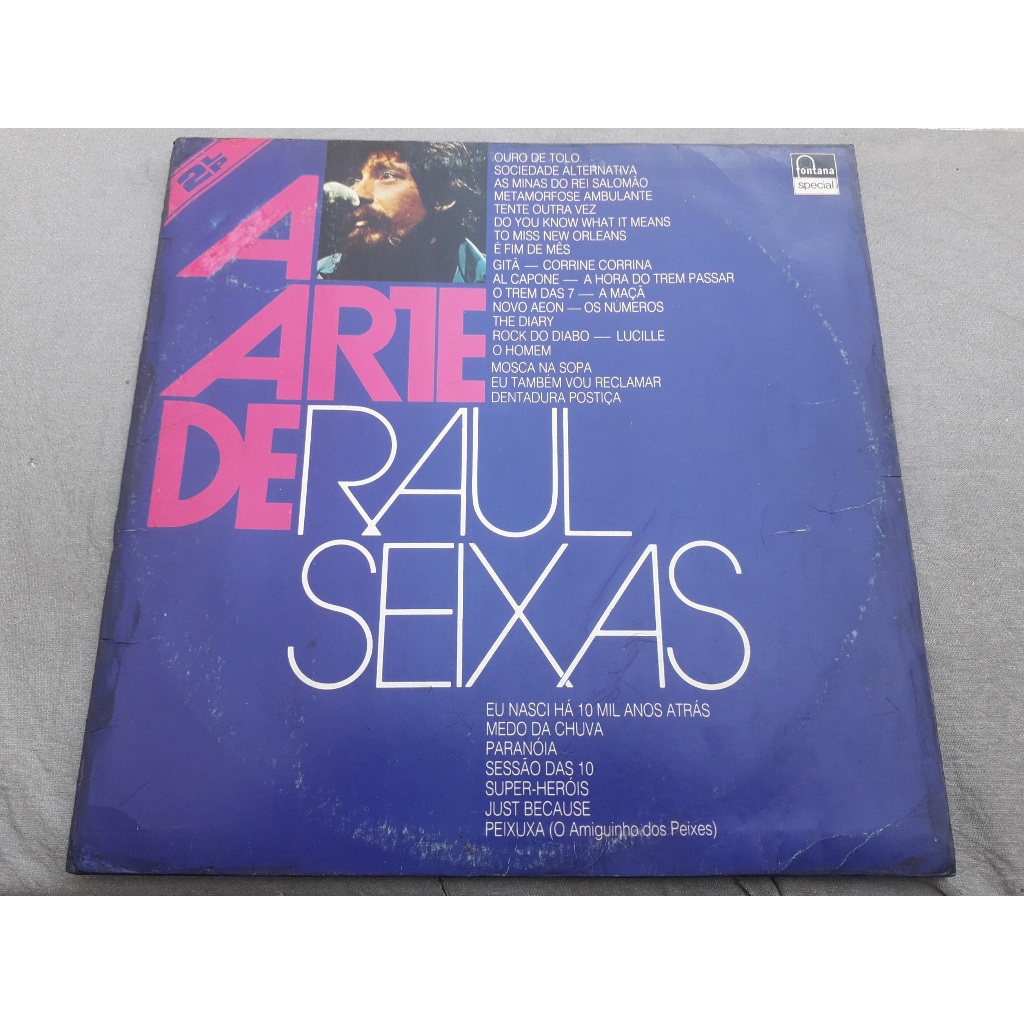 2 LP
A
ARTE
DE
RAUL
SEIXAS
OURO DE TOLO
SOCIEDADE ALTERNATIVA
AS MINAS DO REI SALOMÃO
METAMORFOSE AMBULANTE
TENTE OUTRA VEZ
DO YOU KNOW WHAT IT MEANS
TO MISS NEW ORLEANS
É FIM DE MÊS
GITÃ — CORRINE CORRINA
AL CAPONE — A HORA DO TREM PASSAR
O TREM DAS 7 — A MAÇÃ
NOVO AEON — OS NÚMEROS
THE DIARY
ROCK DO DIABO — LUCILLE
O HOMEM
MOSCA NA SOPA
EU TAMBÉM VOU RECLAMAR
DENTADURA POSTIÇA
fontana
special
EU NASCI HÁ 10 MIL ANOS ATRÁS
MEDO DA CHUVA
PARANÓIA
SESSÃO DAS 10
SUPER-HERÓIS
JUST BECAUSE
PEIXUXA (O Amiguinho dos Peixes)